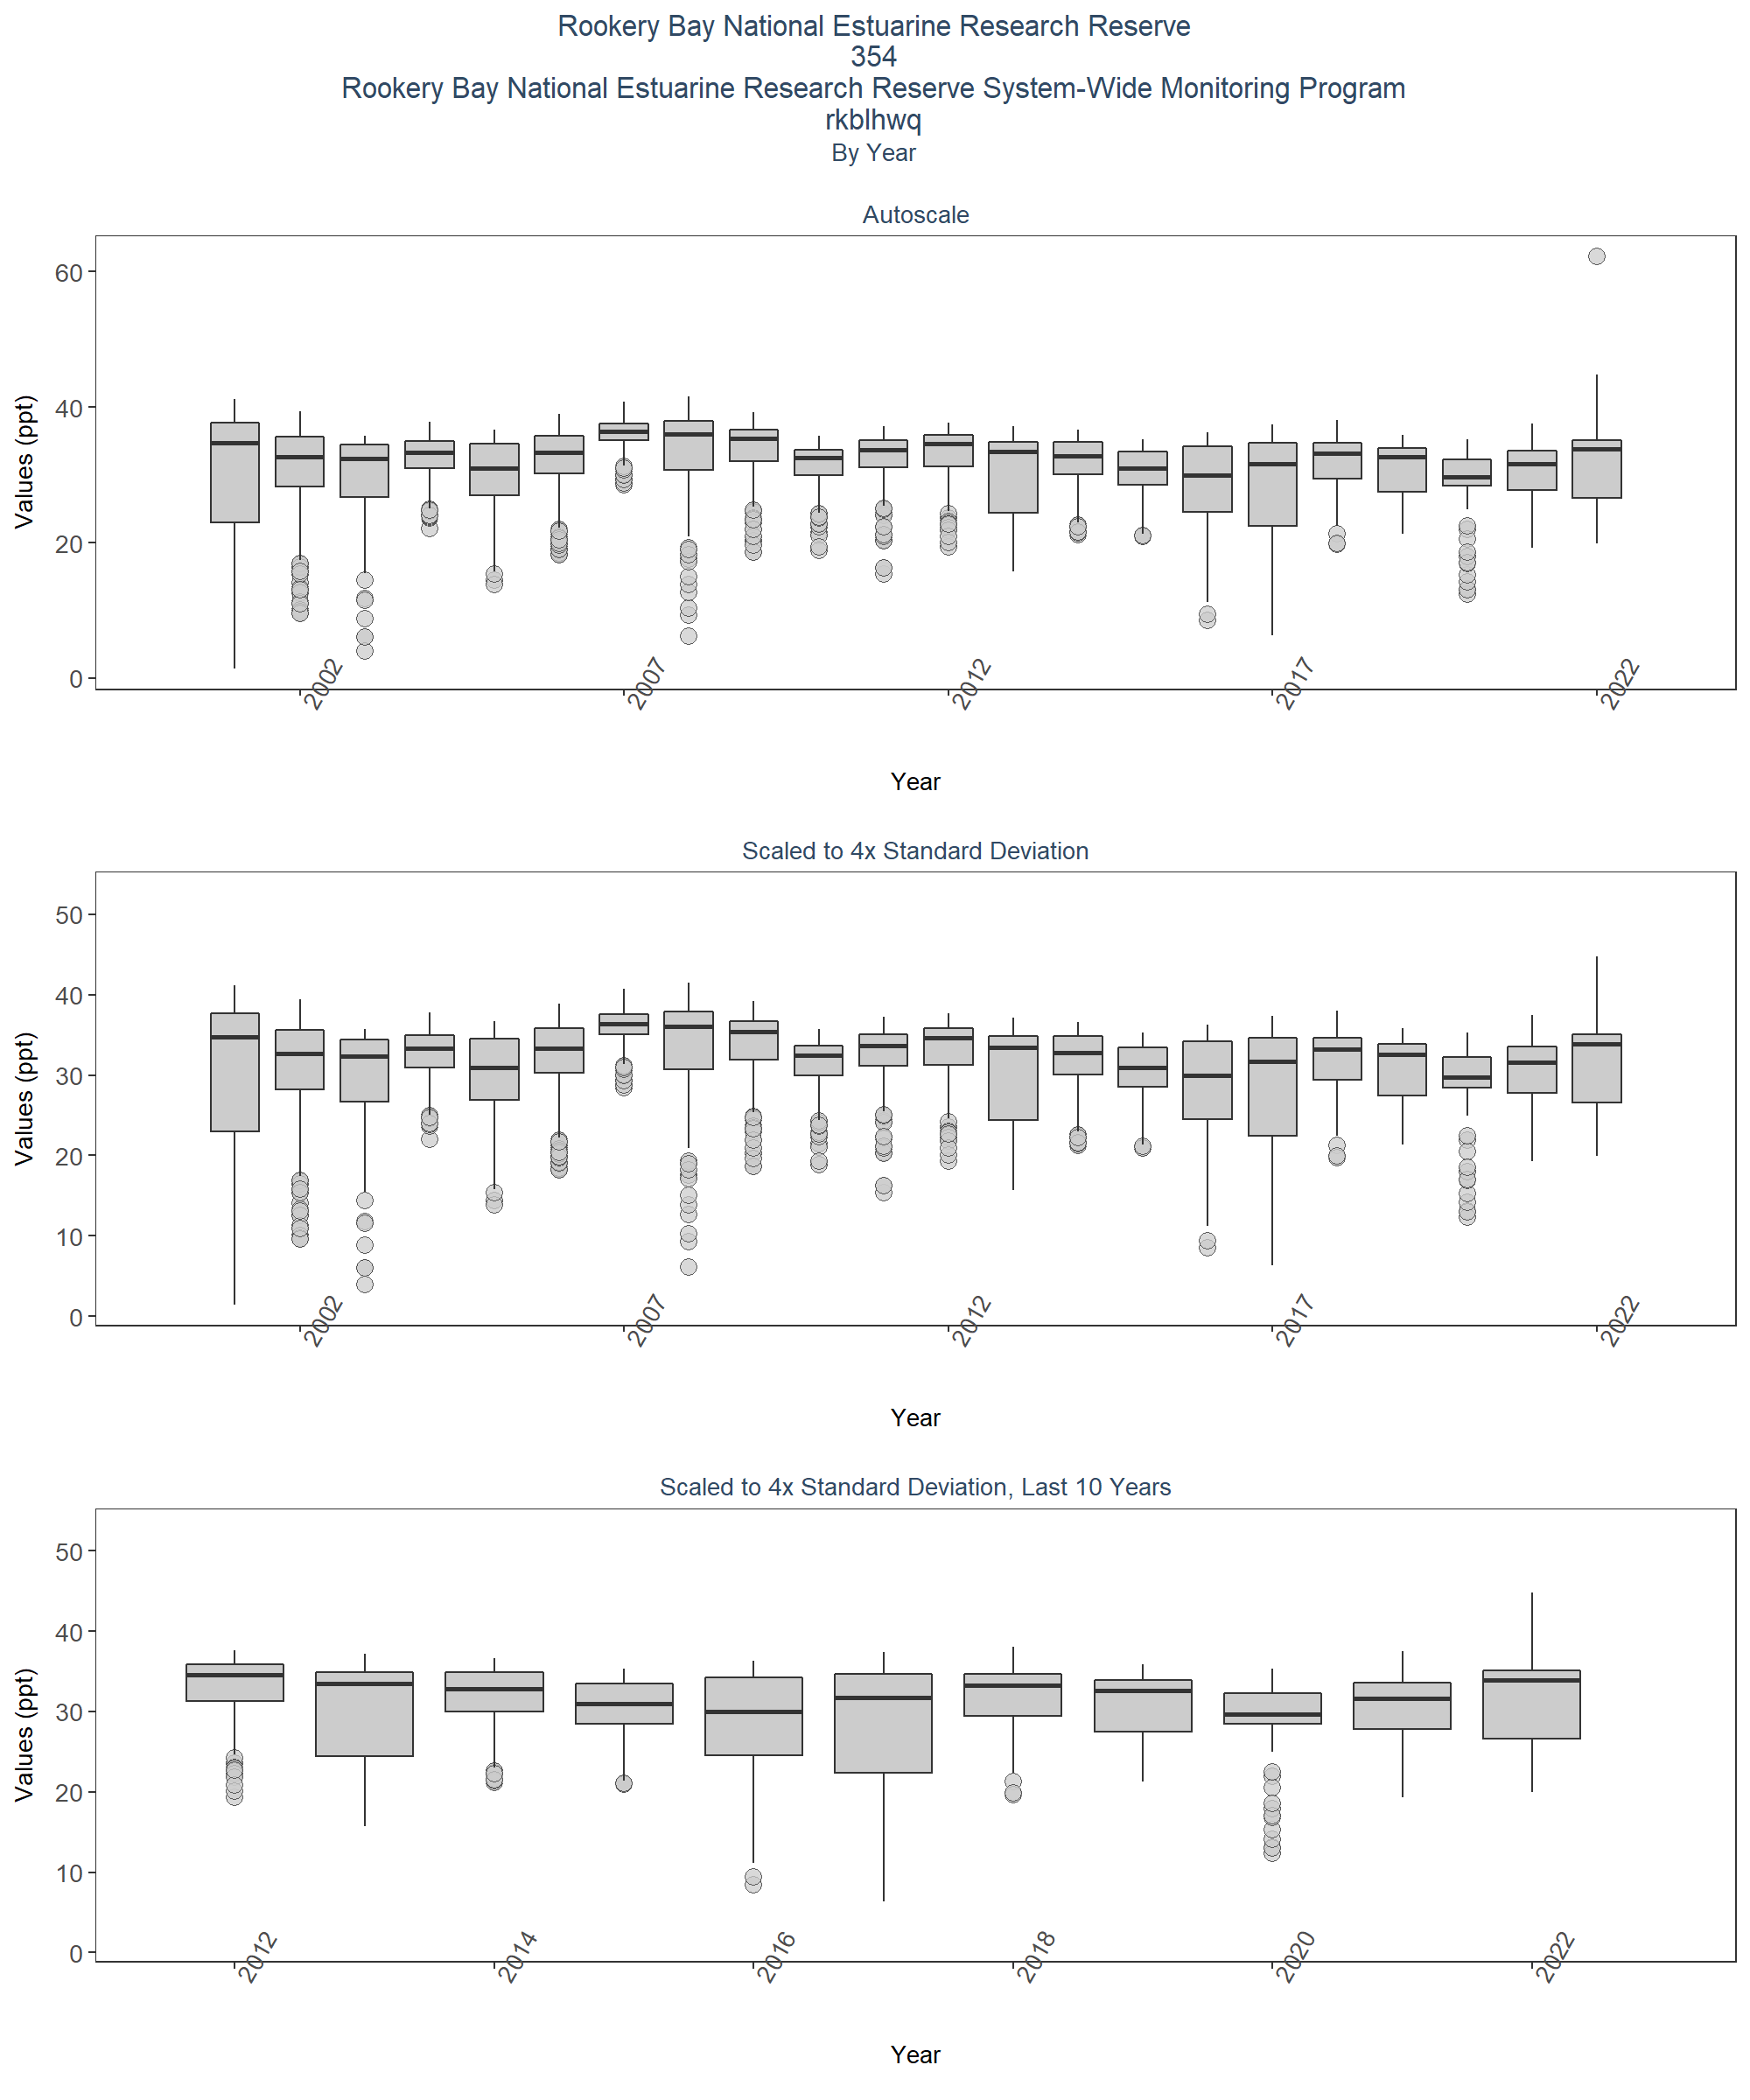 Rookery Bay National Estuarine Research Reserve
354
Rookery Bay National Estuarine Research Reserve System-Wide Monitoring Program
rkblhwq
By Year
Autoscale
Values (ppt)
60
40
20
0
2002 2007 2012 2017 2022
Year
Scaled to 4x Standard Deviation
Values (ppt)
50
40
30
20
10
0
2002 2007 2012 2017 2022
Year
Scaled to 4x Standard Deviation, Last 10 Years
Values (ppt)
50
40
30
20
10
0
2012 2014 2016 2018 2020 2022
Year